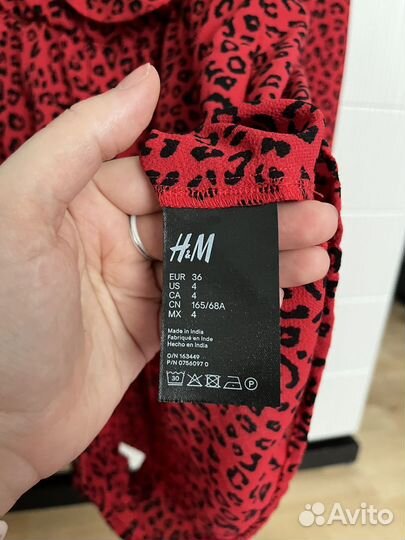 H&M
EUR 36
US 4
CA 4
CN 165/68A
MX 4
Made in India
Fabriqué en Inde
Hecho en India
O/N 163449
P/N 0756097 0
30 P
Avito